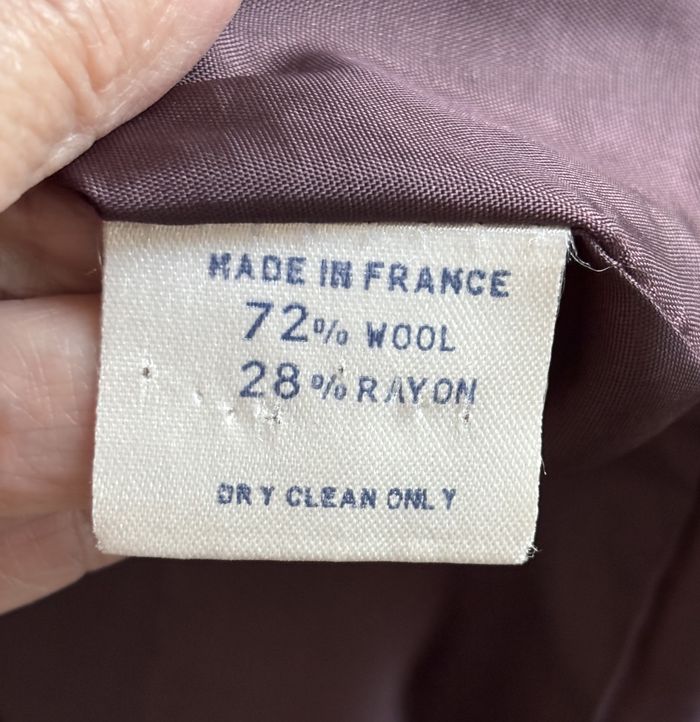 MADE IN FRANCE
72% WOOL
28% RAYON
DRY CLEAN ONLY